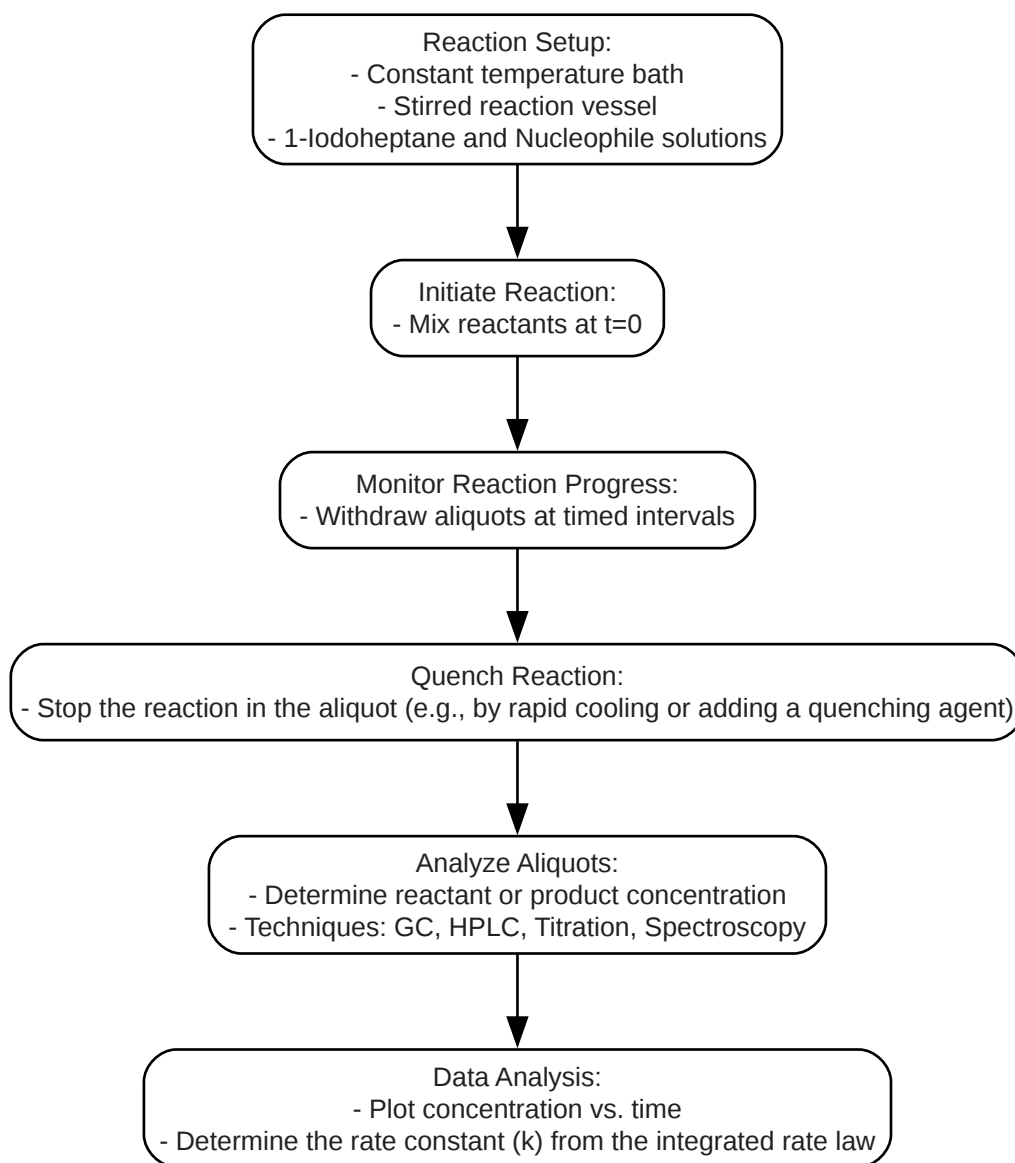 Reaction Setup:
- Constant temperature bath
- Stirred reaction vessel
- 1-Iodoheptane and Nucleophile solutions
Initiate Reaction:
- Mix reactants at t=0
Monitor Reaction Progress:
- Withdraw aliquots at timed intervals
Quench Reaction:
- Stop the reaction in the aliquot (e.g., by rapid cooling or adding a quenching agent)
Analyze Aliquots:
- Determine reactant or product concentration
- Techniques: GC, HPLC, Titration, Spectroscopy
Data Analysis:
- Plot concentration vs. time
- Determine the rate constant (k) from the integrated rate law